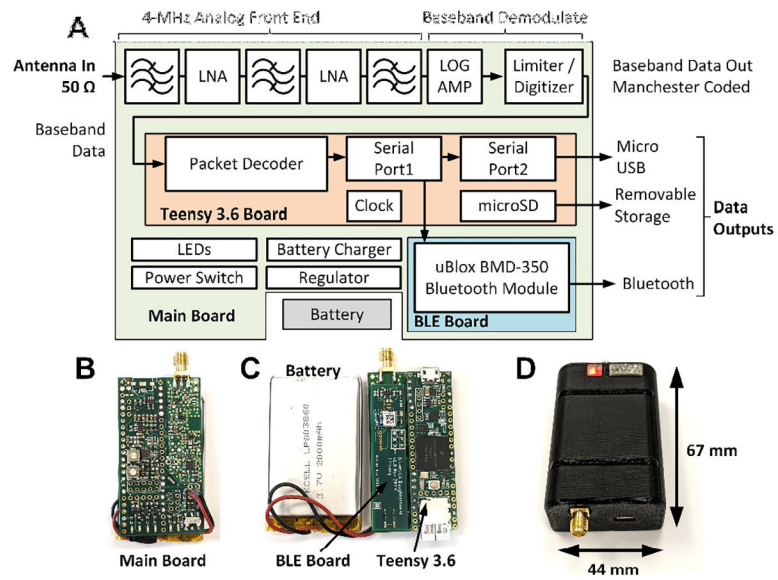 4-MHz Analog Front End
Baseband Demodulate
A
Antenna In
50 Ω
LNA
LNA
LOG
AMP
Limiter /
Digitizer
Baseband Data Out
Manchester Coded
Baseband
Data
Packet Decoder
Serial
Port1
Serial
Port2
Micro
USB
Clock
microSD
Removable
Storage
Teensy 3.6 Board
Data
Outputs
LEDs
Battery Charger
Power Switch
Regulator
uBlox BMD-350
Bluetooth Module
Bluetooth
Main Board
Battery
BLE Board
B
Main Board
C
Battery
3.7V 2000mAh
BLE Board
Teensy 3.6
D
67 mm
44 mm